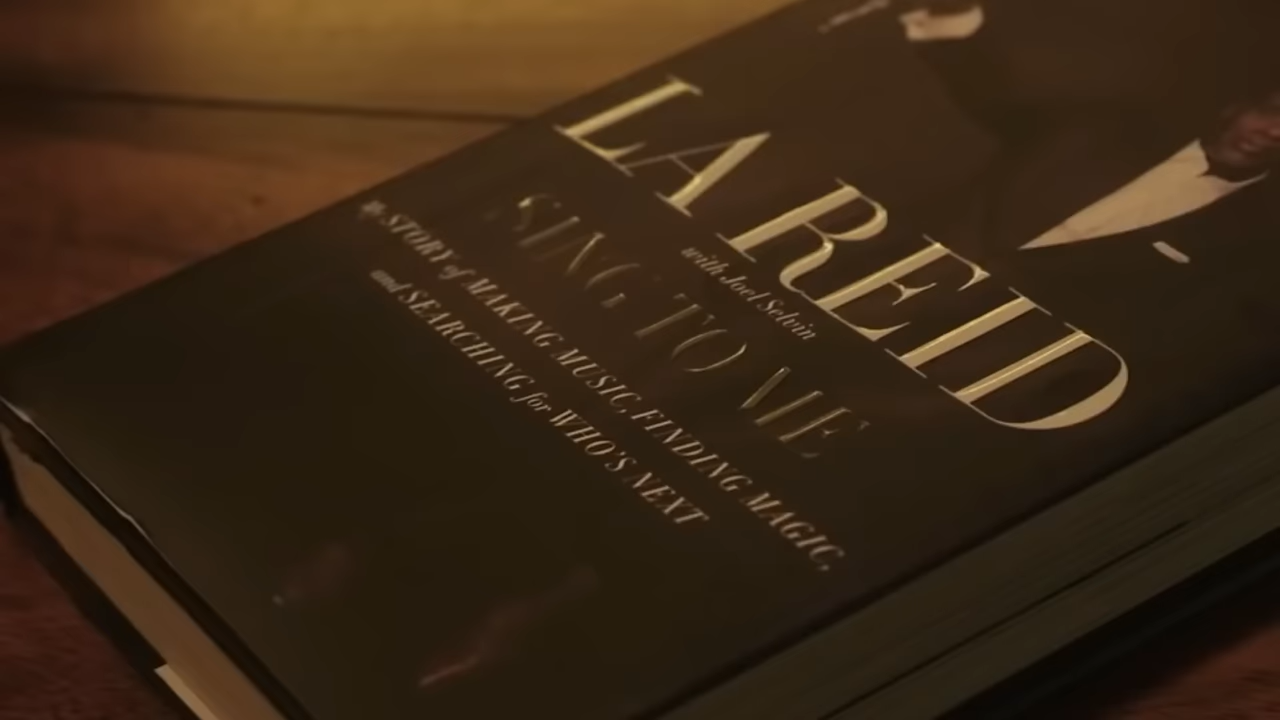 LA REID
with Joel Selvin
SING TO ME
My STORY of MAKING MUSIC, FINDING MAGIC,
and SEARCHING for WHO'S NEXT